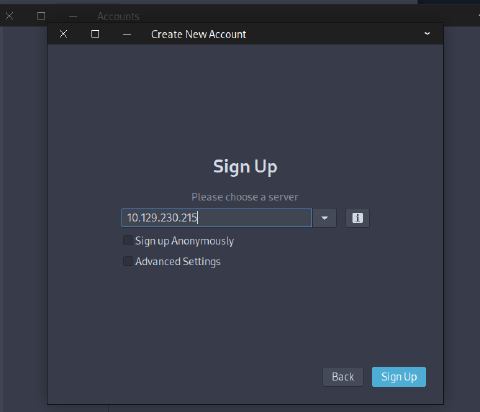 Accounts
Create New Account
Sign Up
Please choose a server
10.129.230.215
Sign up Anonymously
Advanced Settings
Back
Sign Up